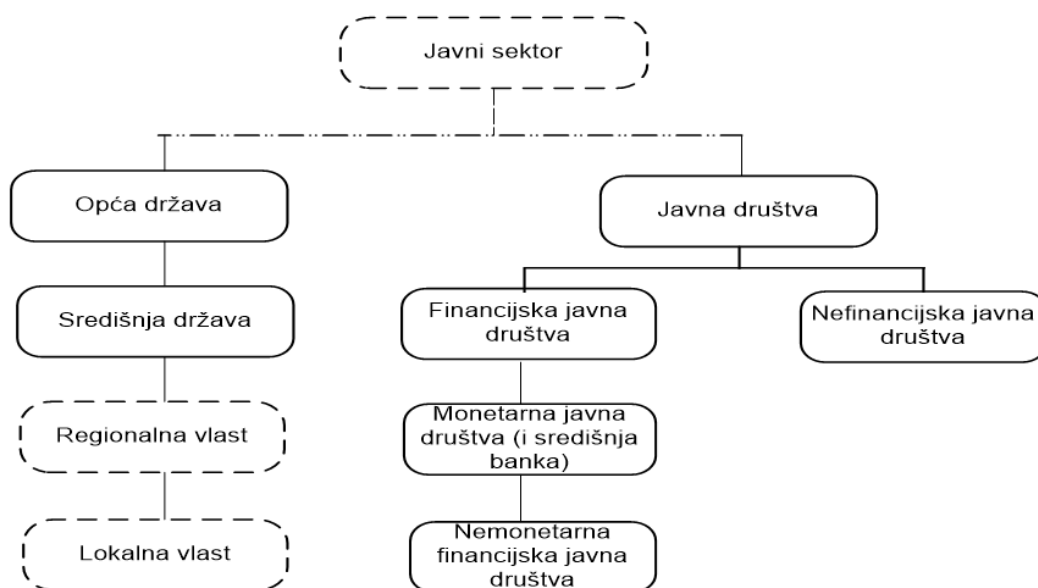 Javni sektor
Opća država
Javna društva
Središnja država
Financijska javna
društva
Nefinancijska javna
društva
Regionalna vlast
Monetarna javna
društva (i središnja
banka)
Lokalna vlast
Nemonetarna
financijska javna
društva